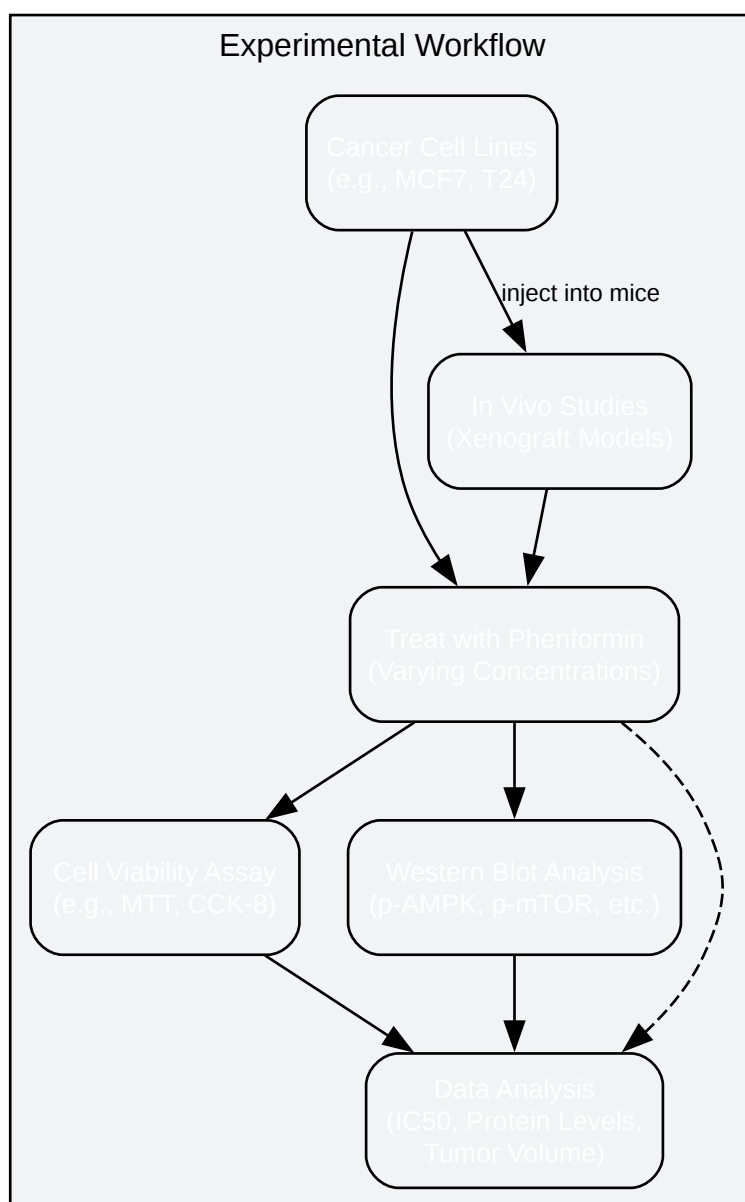 Experimental Workflow
Cancer Cell Lines
(e.g., MCF7, T24)
inject into mice
In Vivo Studies
(Xenograft Models)
Treat with Phenformin
(Varying Concentrations)
Cell Viability Assay
(e.g., MTT, CCK-8)
Western Blot Analysis
(p-AMPK, p-mTOR, etc.)
Data Analysis
(IC50, Protein Levels,
Tumor Volume)